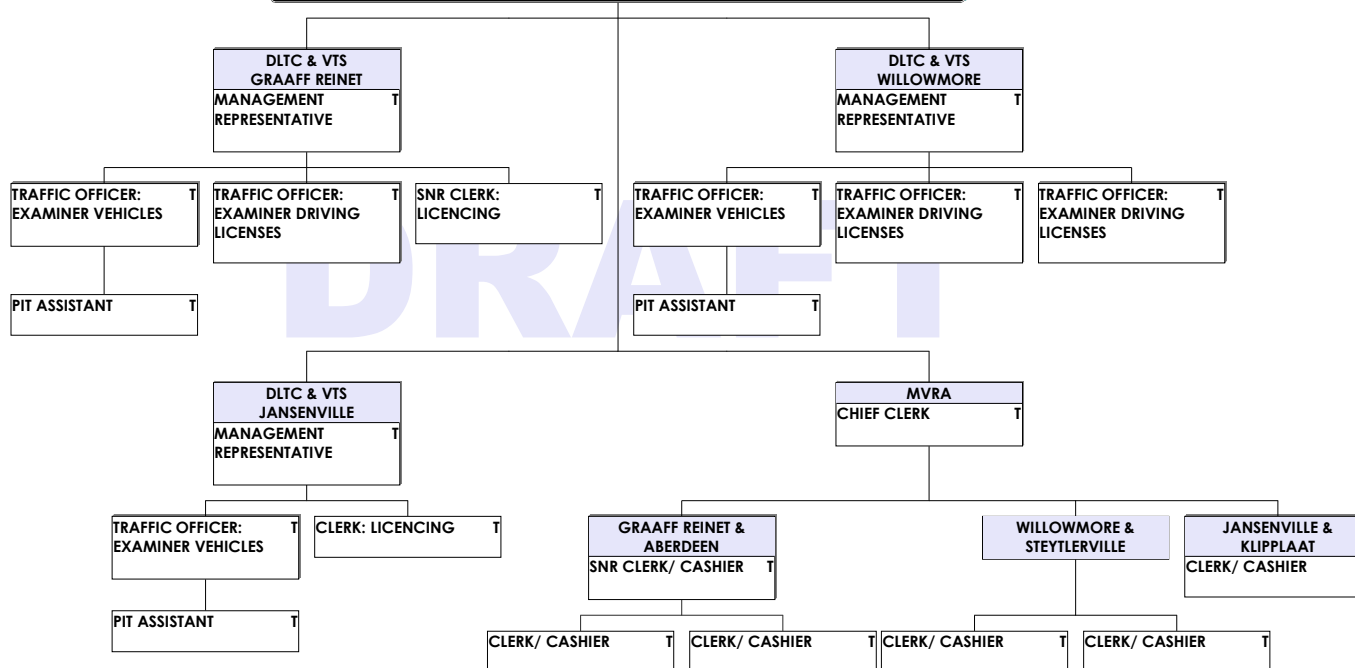 DLTC & VTS
GRAAFF REINET
MANAGEMENT T
REPRESENTATIVE
DLTC & VTS
WILLOWMORE
MANAGEMENT T
REPRESENTATIVE
TRAFFIC OFFICER: T
EXAMINER VEHICLES
TRAFFIC OFFICER: T
EXAMINER DRIVING
LICENSES
SNR CLERK: T
LICENCING
TRAFFIC OFFICER: T
EXAMINER VEHICLES
TRAFFIC OFFICER: T
EXAMINER DRIVING
LICENSES
TRAFFIC OFFICER: T
EXAMINER DRIVING
LICENSES
DRAFT
PIT ASSISTANT T
PIT ASSISTANT T
DLTC & VTS
JANSENVILLE
MANAGEMENT T
REPRESENTATIVE
MVRA
CHIEF CLERK T
TRAFFIC OFFICER: T
EXAMINER VEHICLES
CLERK: LICENCING T
GRAAFF REINET &
ABERDEEN
SNR CLERK/ CASHIER T
WILLOWMORE &
STEYTLERVILLE
JANSENVILLE &
KLIPPLAAT
CLERK/ CASHIER
PIT ASSISTANT T
CLERK/ CASHIER T
CLERK/ CASHIER T
CLERK/ CASHIER T
CLERK/ CASHIER T